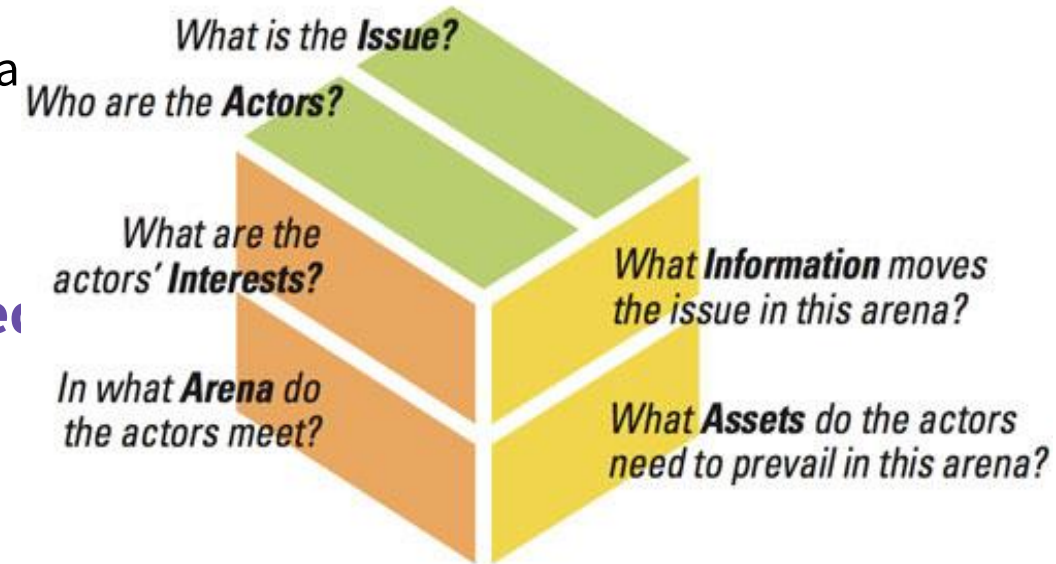 What is the Issue?
a
Who are the Actors?
What are the
actors' Interests?
What Information moves
the issue in this arena?
In what Arena do
the actors meet?
What Assets do the actors
need to prevail in this arena?